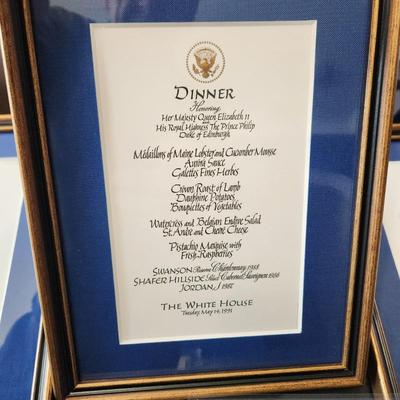 DINNER
Honoring
Her Majesty Queen Elizabeth II
and
His Royal Highness The Prince Philip
Duke of Edinburgh
Médaillons of Maine Lobster and Cucumber Mousse
Aurora Sauce
Galettes Fines Herbes
Crown Roast of Lamb
Dauphine Potatoes
Bouquetiers of Vegetables
Watercress and Belgian Endive Salad
St. André and Chèvre Cheese
Pistachio Marquise with
Fresh Raspberries
SWANSON Reserve Chardonnay 1988
SHAFER HILLSIDE Select Cabernet Sauvignon 1986
JORDAN J 1987
THE WHITE HOUSE
Tuesday, May 14, 1991